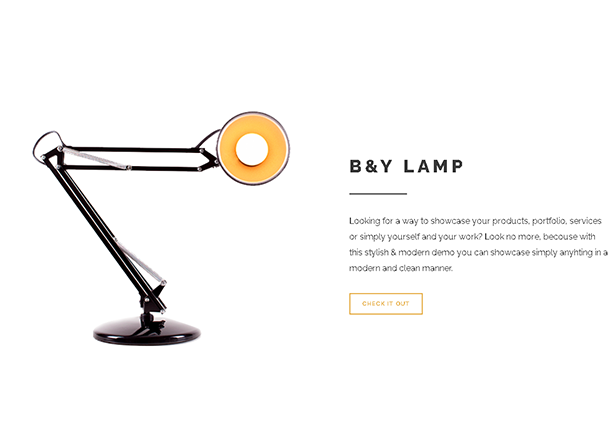 B&Y LAMP
Looking for a way to showcase your products, portfolio, services
or simply yourself and your work? Look no more, becouse with
this stylish & modern demo you can showcase simply anyhting in a
modern and clean manner.
CHECK IT OUT